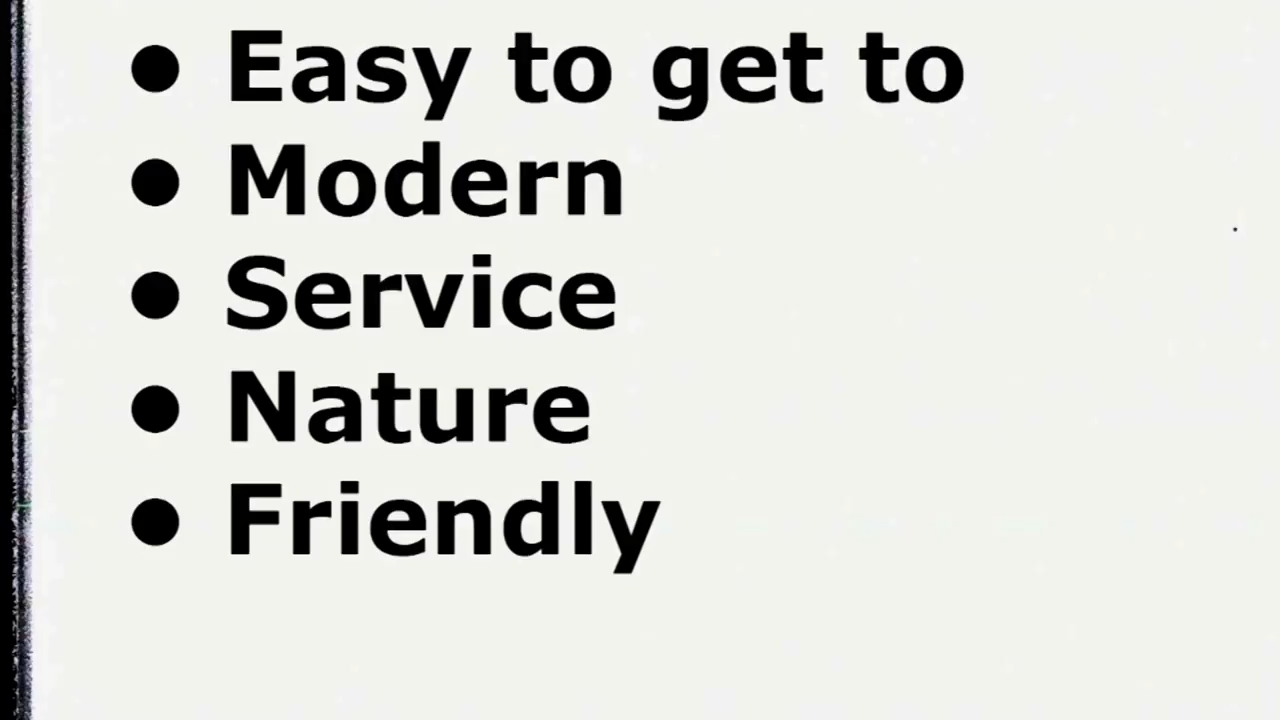 ● Easy to get to
● Modern
● Service
● Nature
● Friendly